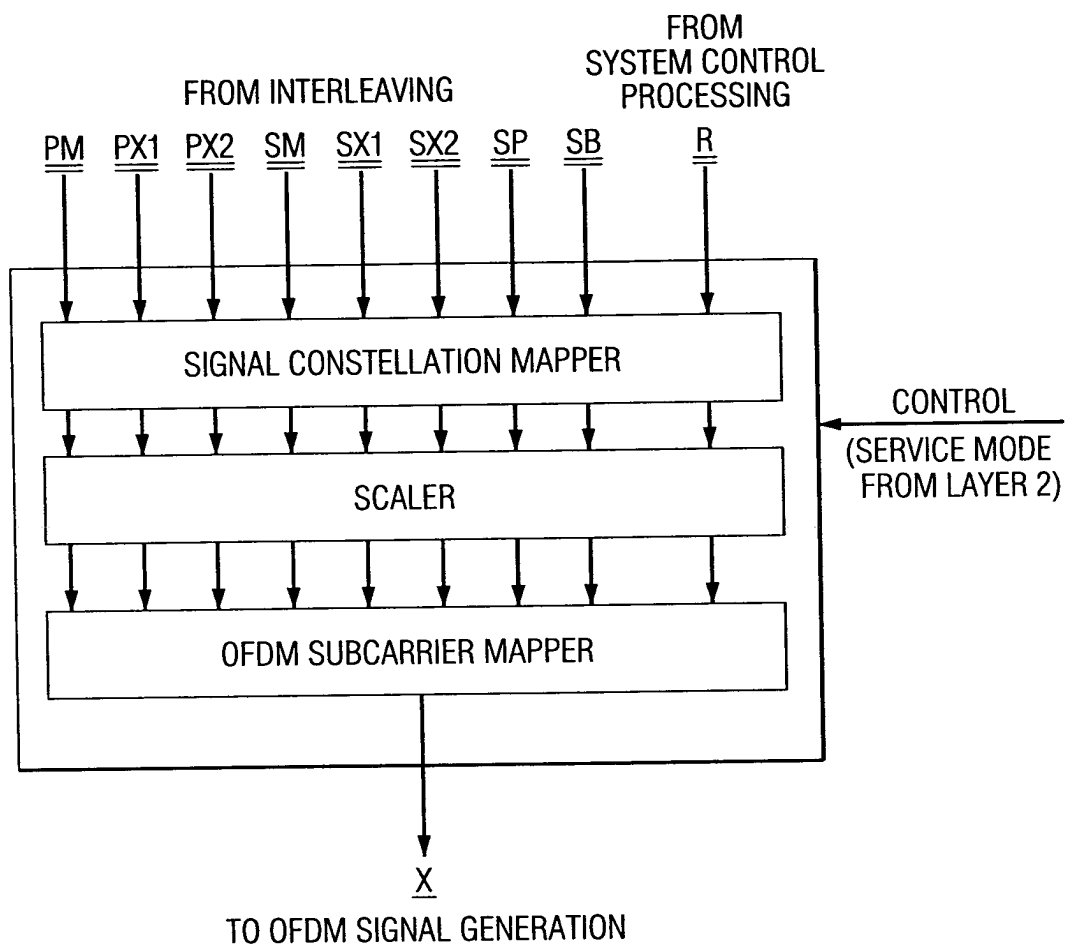 FROM
SYSTEM CONTROL
PROCESSING
FROM INTERLEAVING
PM PX1 PX2 SM SX1 SX2 SP SB R
SIGNAL CONSTELLATION MAPPER
CONTROL
(SERVICE MODE
FROM LAYER 2)
SCALER
OFDM SUBCARRIER MAPPER
X
TO OFDM SIGNAL GENERATION